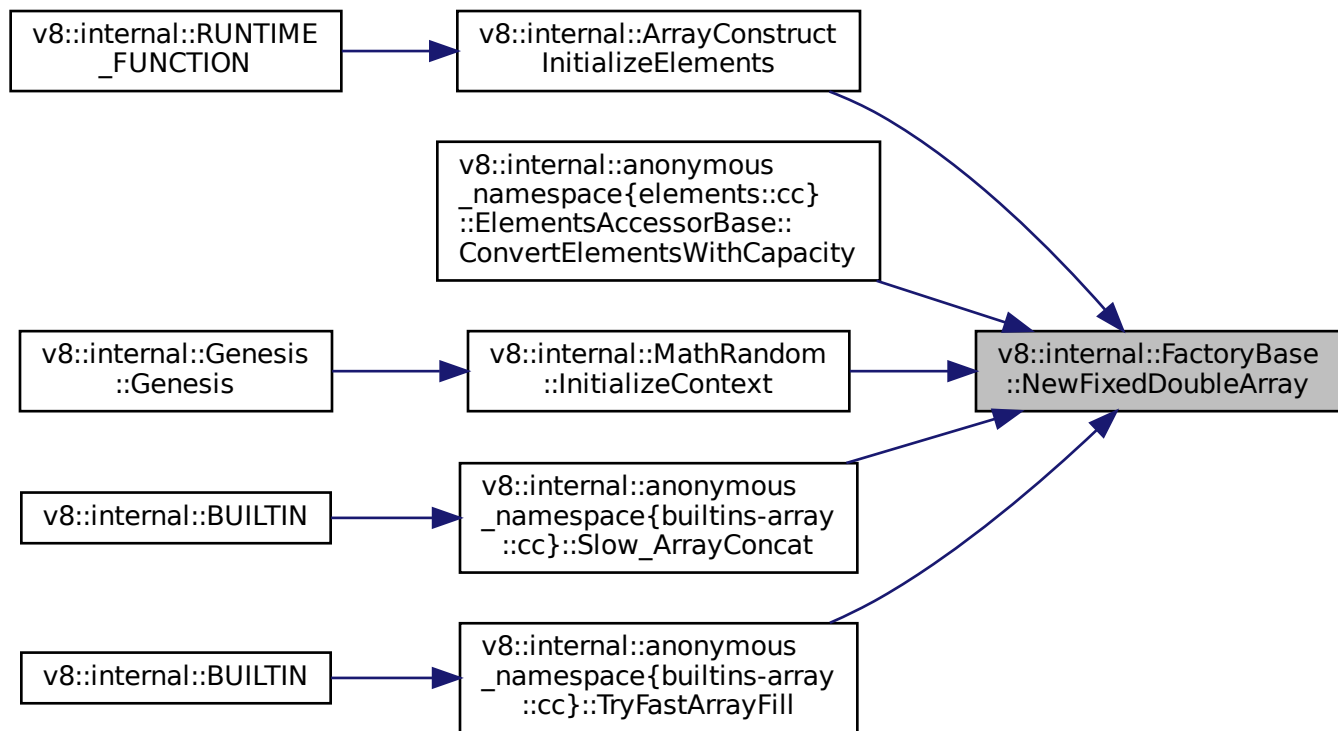 v8::internal::RUNTIME
_FUNCTION
v8::internal::ArrayConstruct
InitializeElements
v8::internal::anonymous
_namespace{elements::cc}
::ElementsAccessorBase::
ConvertElementsWithCapacity
v8::internal::Genesis
::Genesis
v8::internal::MathRandom
::InitializeContext
v8::internal::FactoryBase
::NewFixedDoubleArray
v8::internal::BUILTIN
v8::internal::anonymous
_namespace{builtins-array
::cc}::Slow_ArrayConcat
v8::internal::BUILTIN
v8::internal::anonymous
_namespace{builtins-array
::cc}::TryFastArrayFill